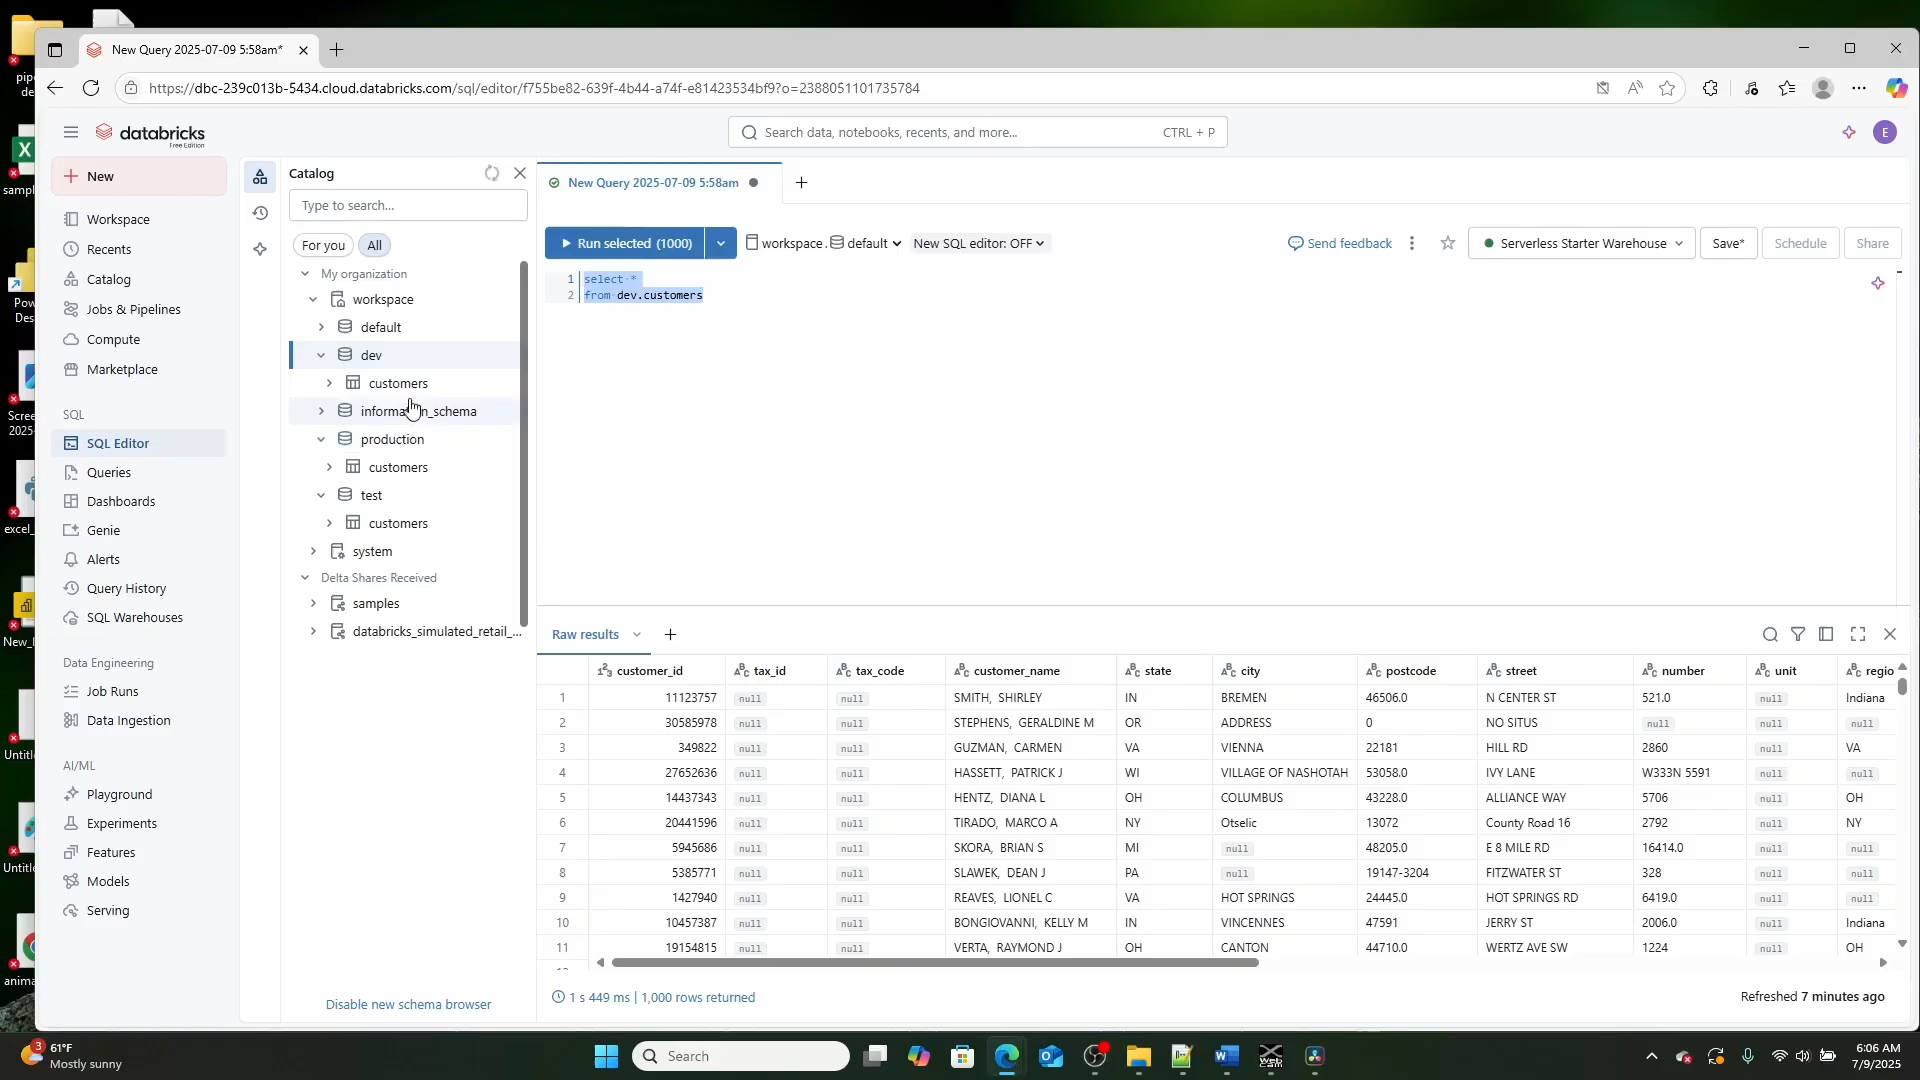 New Query 2025-07-09 5:58am*
https://dbc-239c013b-5434.cloud.databricks.com/sql/editor/f755be82-639f-4b44-a74f-e81423534bf9?o=2388051101735784
databricks
Free Edition
Search data, notebooks, recents, and more...
CTRL + P
E
New
Workspace
Recents
Catalog
Jobs & Pipelines
Compute
Marketplace
SQL
SQL Editor
Queries
Dashboards
Genie
Alerts
Query History
SQL Warehouses
Data Engineering
Job Runs
Data Ingestion
AI/ML
Playground
Experiments
Features
Models
Serving
Catalog
Type to search...
For you
All
My organization
workspace
default
dev
customers
production
customers
test
customers
system
Delta Shares Received
samples
databricks_simulated_retail_...
Disable new schema browser
New Query 2025-07-09 5:58am
Run selected (1000)
workspace. default
New SQL editor: OFF
Send feedback
Serverless Starter Warehouse
Save*
Schedule
Share
1 select *
2 from dev.customers
Raw results
customer_id tax_id tax_code customer_name state city postcode street number unit regio
1 11123757 null null SMITH, SHIRLEY IN BREMEN 46506.0 N CENTER ST 521.0 null Indiana
2 30585978 null null STEPHENS, GERALDINE M OR ADDRESS 0 NO SITUS null null null
3 349822 null null GUZMAN, CARMEN VA VIENNA 22181 HILL RD 2860 null VA
4 27652636 null null HASSETT, PATRICK J WI VILLAGE OF NASHOTAH 53058.0 IVY LANE W333N 5591 null null
5 14437343 null null HENTZ, DIANA L OH COLUMBUS 43228.0 ALLIANCE WAY 5706 null OH
6 20441596 null null TIRADO, MARCO A NY Otselic 13072 County Road 16 2792 null NY
7 5945686 null null SKORA, BRIAN S MI null 48205.0 E 8 MILE RD 16414.0 null null
8 5385771 null null SLAWEK, DEAN J PA null 19147-3204 FITZWATER ST 328 null null
9 1427940 null null REAVES, LIONEL C VA HOT SPRINGS 24445.0 HOT SPRINGS RD 6419.0 null null
10 10457387 null null BONGIOVANNI, KELLY M IN VINCENNES 47591 JERRY ST 2006.0 null Indiana
11 19154815 null null VERTA, RAYMOND J OH CANTON 44710.0 WERTZ AVE SW 1224 null OH
1 s 449 ms | 1,000 rows returned
Refreshed 7 minutes ago
3
61°F
Mostly sunny
Search
6:06 AM
7/9/2025